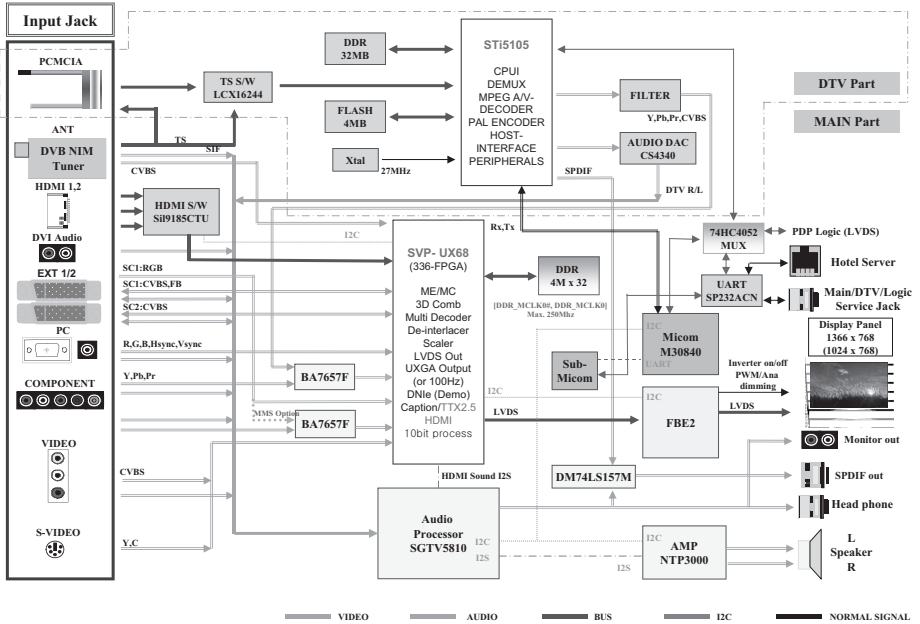 Input Jack
PCMCIA
ANT
DVB NIM
Tuner
HDMI 1,2
DVI Audio
EXT 1/2
PC
COMPONENT
VIDEO
S-VIDEO
TS S/W
LCX16244
TS
SIF
CVBS
HDMI S/W
Sil9185CTU
I2C
SC1:RGB
SC1:CVBS,FB
SC2:CVBS
R,G,B,Hsync,Vsync
Y,Pb,Pr
MMS Option
CVBS
Y,C
BA7657F
BA7657F
DDR
32MB
FLASH
4MB
Xtal
27MHz
STi5105
CPUI
DEMUX
MPEG A/V-
DECODER
PAL ENCODER
HOST-
INTERFACE
PERIPHERALS
FILTER
Y,Pb,Pr,CVBS
AUDIO DAC
CS4340
SPDIF
DTV R/L
DTV Part
MAIN Part
Rx,Tx
SVP- UX68
(336-FPGA)
ME/MC
3D Comb
Multi Decoder
De-interlacer
Scaler
LVDS Out
UXGA Output
(or 100Hz)
DNIe (Demo)
Caption/TTX2.5
HDMI
10bit process
DDR
4M x 32
[DDR_MCLK0#, DDR_MCLK0]
Max. 250Mhz
74HC4052
MUX
PDP Logic (LVDS)
UART
SP232ACN
Hotel Server
Main/DTV/Logic
Service Jack
I2C
Micom
M30840
UART
Sub-
Micom
Display Panel
1366 x 768
(1024 x 768)
Inverter on/off
PWM/Ana
dimming
I2C
I2C
FBE2
LVDS
LVDS
Monitor out
DM74LS157M
SPDIF out
Head phone
HDMI Sound I2S
Audio
Processor
SGTV5810
I2C
I2S
I2C
I2S
AMP
NTP3000
L
Speaker
R
VIDEO
AUDIO
BUS
I2C
NORMAL SIGNAL